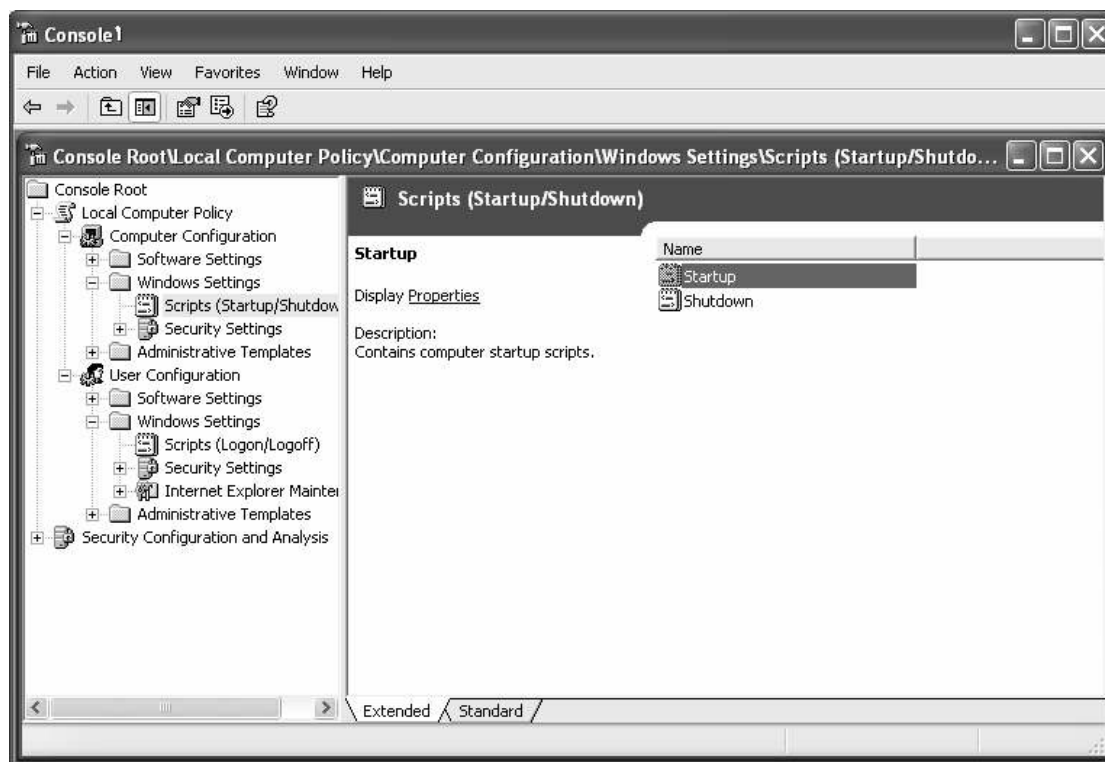 Console1
File Action View Favorites Window Help
Console Root\Local Computer Policy\Computer Configuration\Windows Settings\Scripts (Startup/Shutdo...
Console Root
Local Computer Policy
Computer Configuration
Software Settings
Windows Settings
Scripts (Startup/Shutdow
Security Settings
Administrative Templates
User Configuration
Software Settings
Windows Settings
Scripts (Logon/Logoff)
Security Settings
Internet Explorer Mainter
Administrative Templates
Security Configuration and Analysis
Scripts (Startup/Shutdown)
Startup
Display Properties
Description:
Contains computer startup scripts.
Name
Startup
Shutdown
Extended Standard